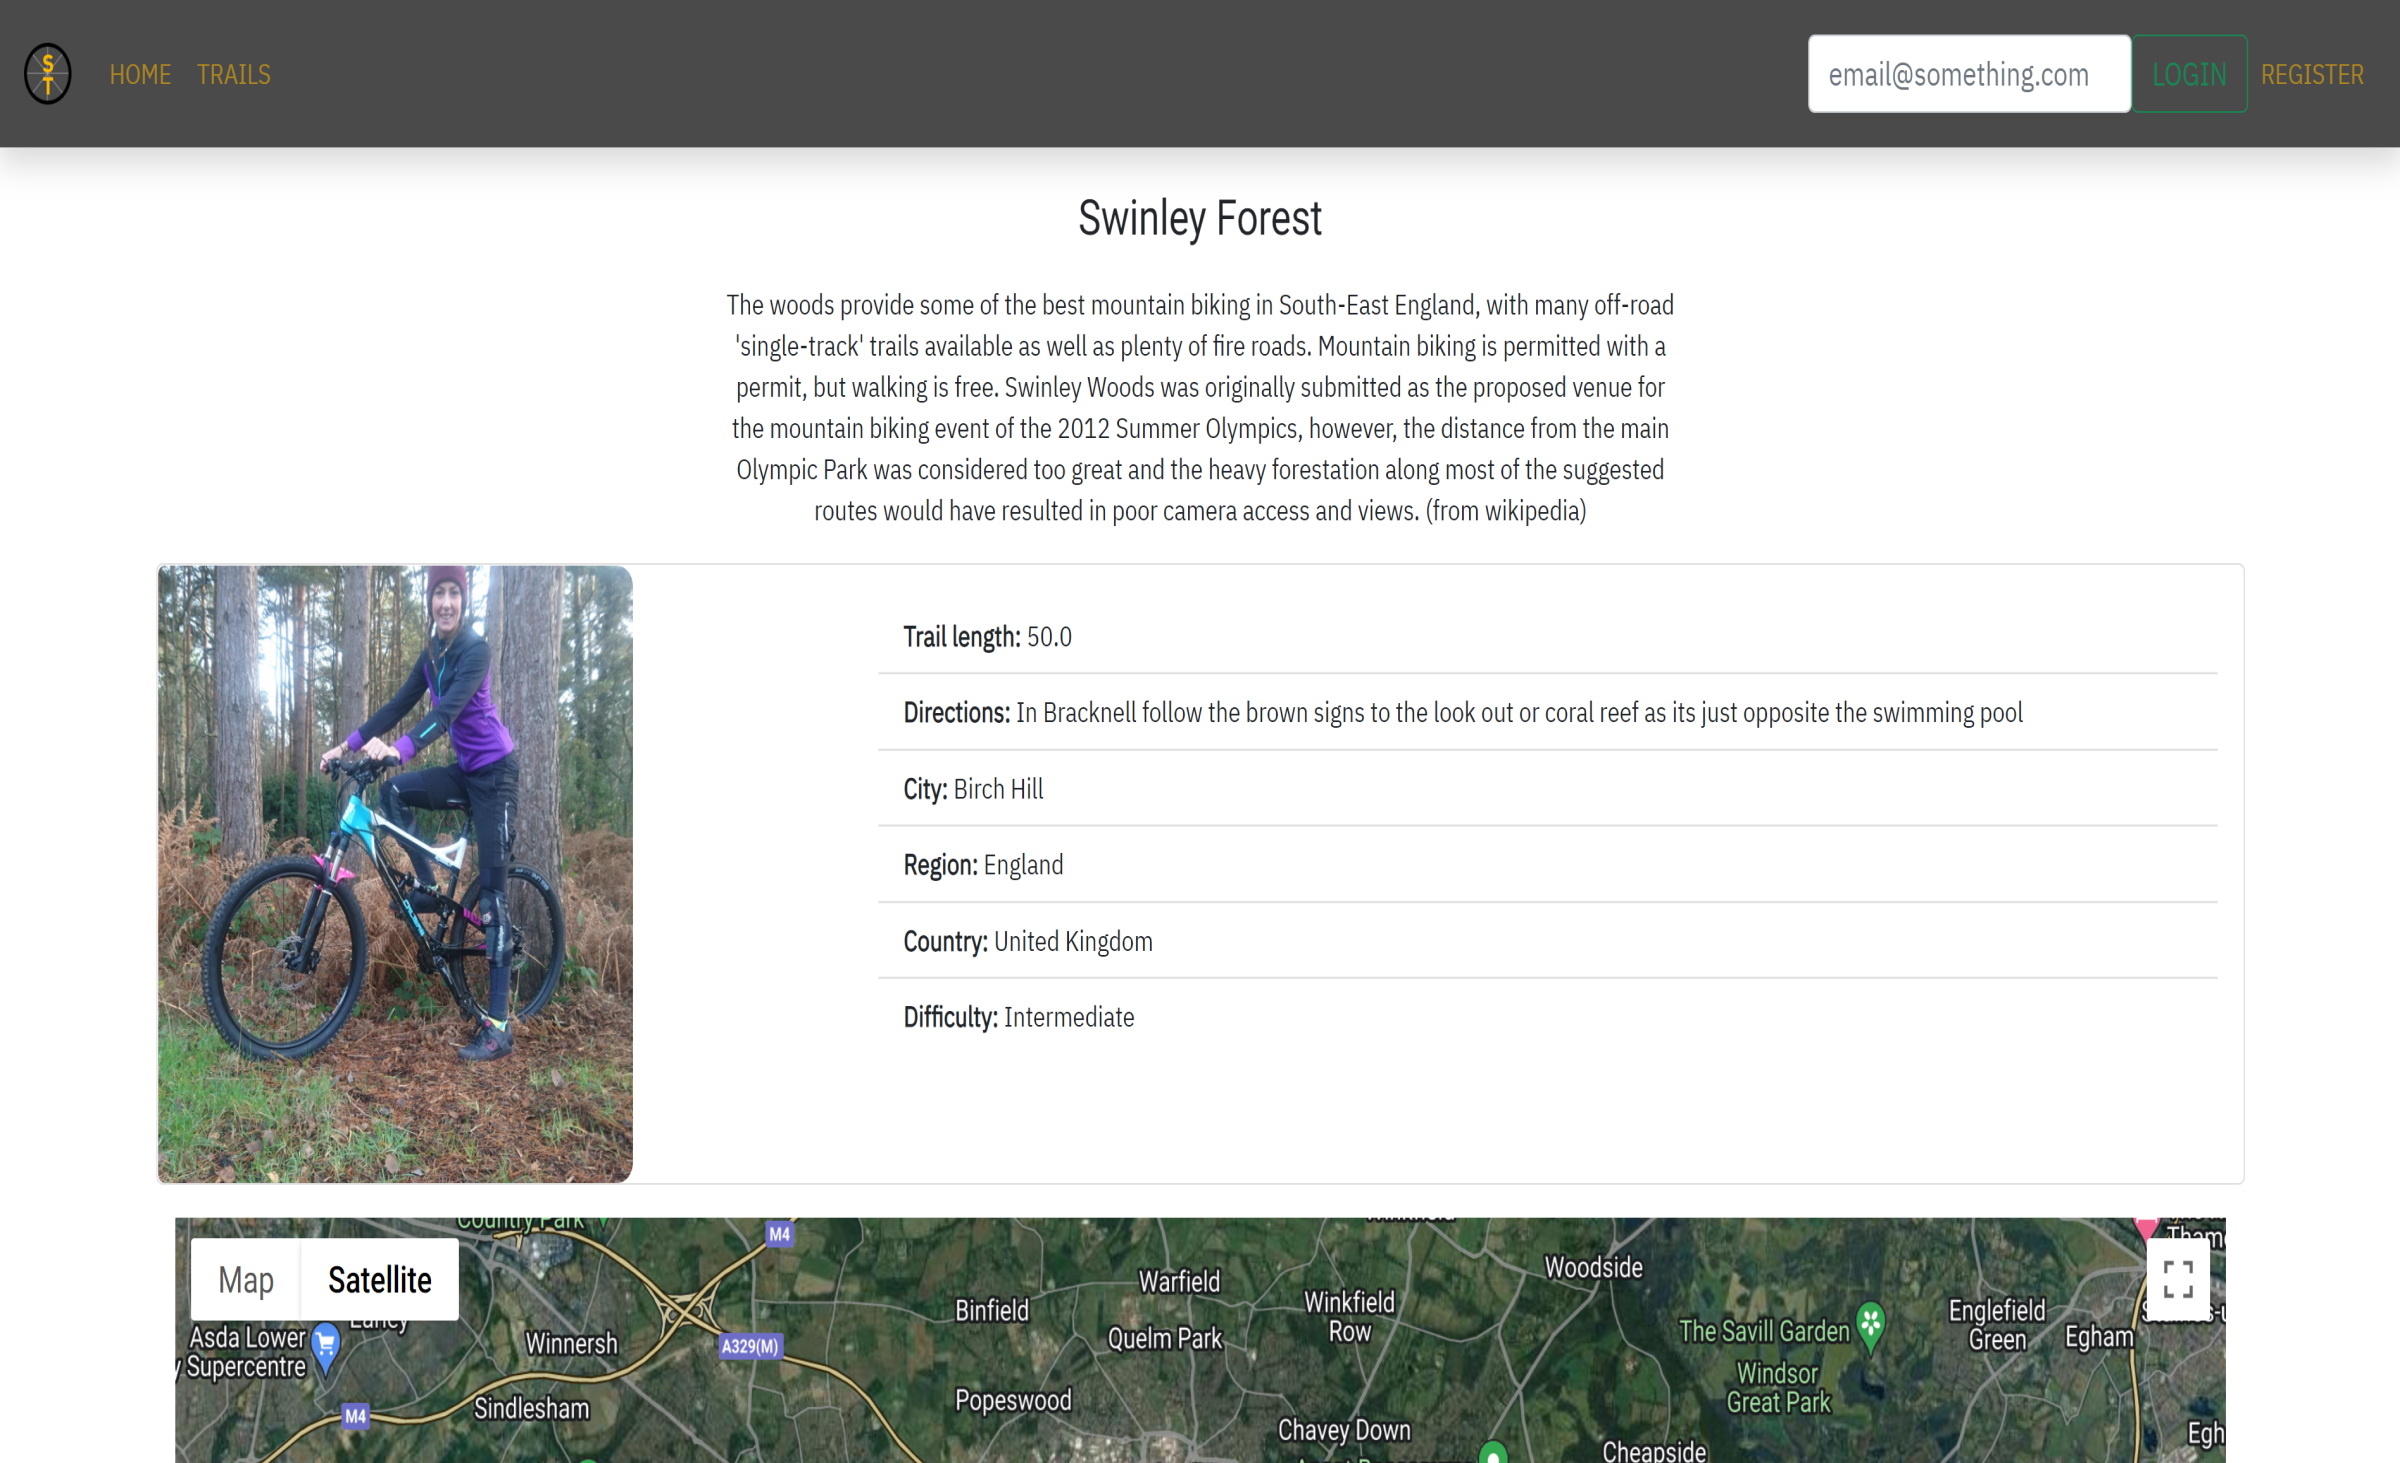 S
T
HOME TRAILS email@something.com LOGIN REGISTER
Swinley Forest
The woods provide some of the best mountain biking in South-East England, with many off-road
'single-track' trails available as well as plenty of fire roads. Mountain biking is permitted with a
permit, but walking is free. Swinley Woods was originally submitted as the proposed venue for
the mountain biking event of the 2012 Summer Olympics, however, the distance from the main
Olympic Park was considered too great and the heavy forestation along most of the suggested
routes would have resulted in poor camera access and views. (from wikipedia)
Trail length: 50.0
Directions: In Bracknell follow the brown signs to the look out or coral reef as its just opposite the swimming pool
City: Birch Hill
Region: England
Country: United Kingdom
Difficulty: Intermediate
Country Park
M4
Map Satellite
Woodside
Warfield
Binfield
Winkfield
Row
Quelm Park
The Savill Garden
Englefield
Green
Egham
Earley
Asda Lower
Supercentre
Winnersh
A329(M)
Windsor
Great Park
M4
Sindlesham
Popeswood
Chavey Down
Cheapside
Egh